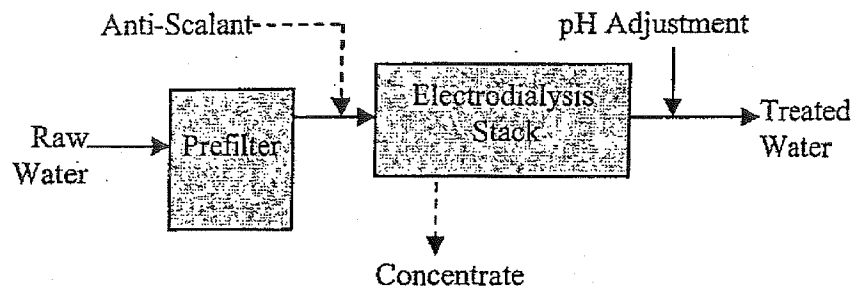 Anti-Scalant
pH Adjustment
Electrodialysis
Stack
Raw
Water
Prefilter
Treated
Water
Concentrate